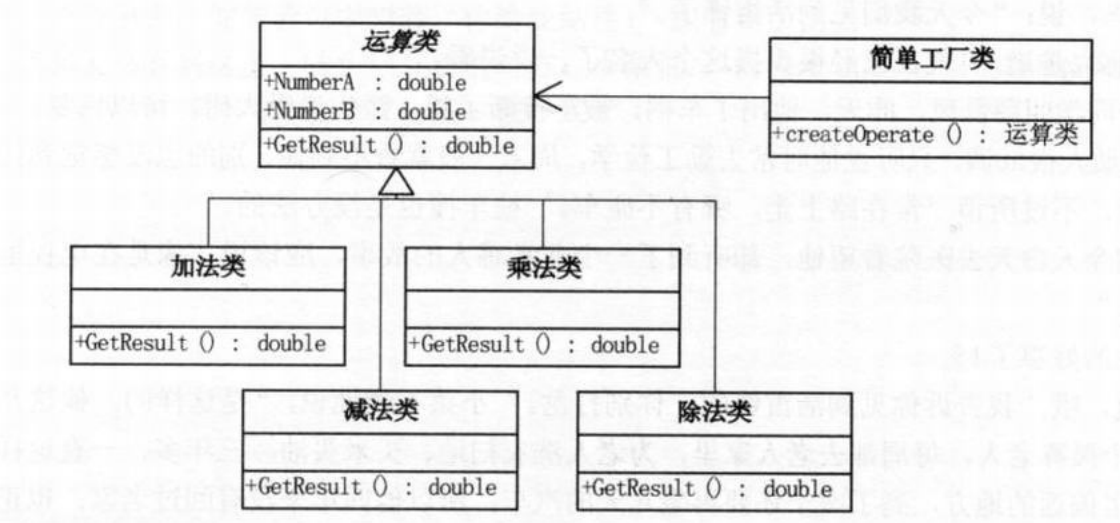 运算类
+NumberA : double
+NumberB : double
+GetResult () : double
简单工厂类
+createOperate () : 运算类
加法类
+GetResult () : double
乘法类
+GetResult () : double
减法类
+GetResult () : double
除法类
+GetResult () : double